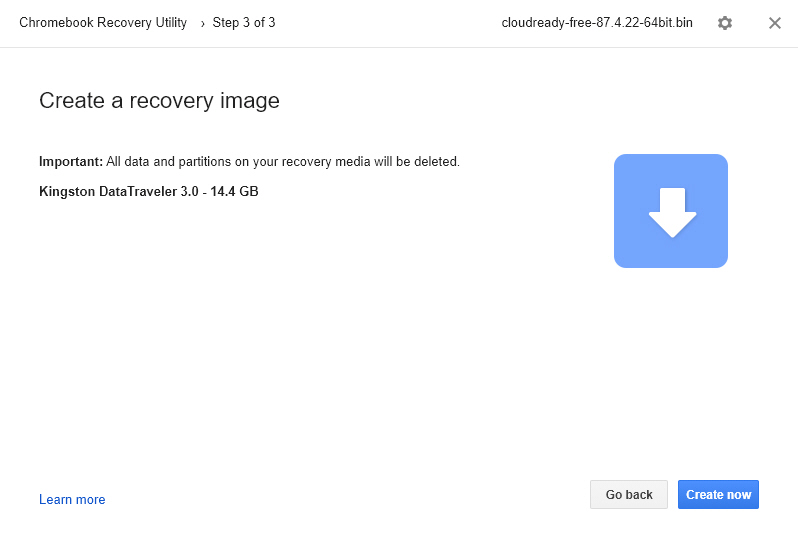 Chromebook Recovery Utility › Step 3 of 3 cloudready-free-87.4.22-64bit.bin
Create a recovery image
Important: All data and partitions on your recovery media will be deleted.
Kingston DataTraveler 3.0 - 14.4 GB
Learn more Go back Create now